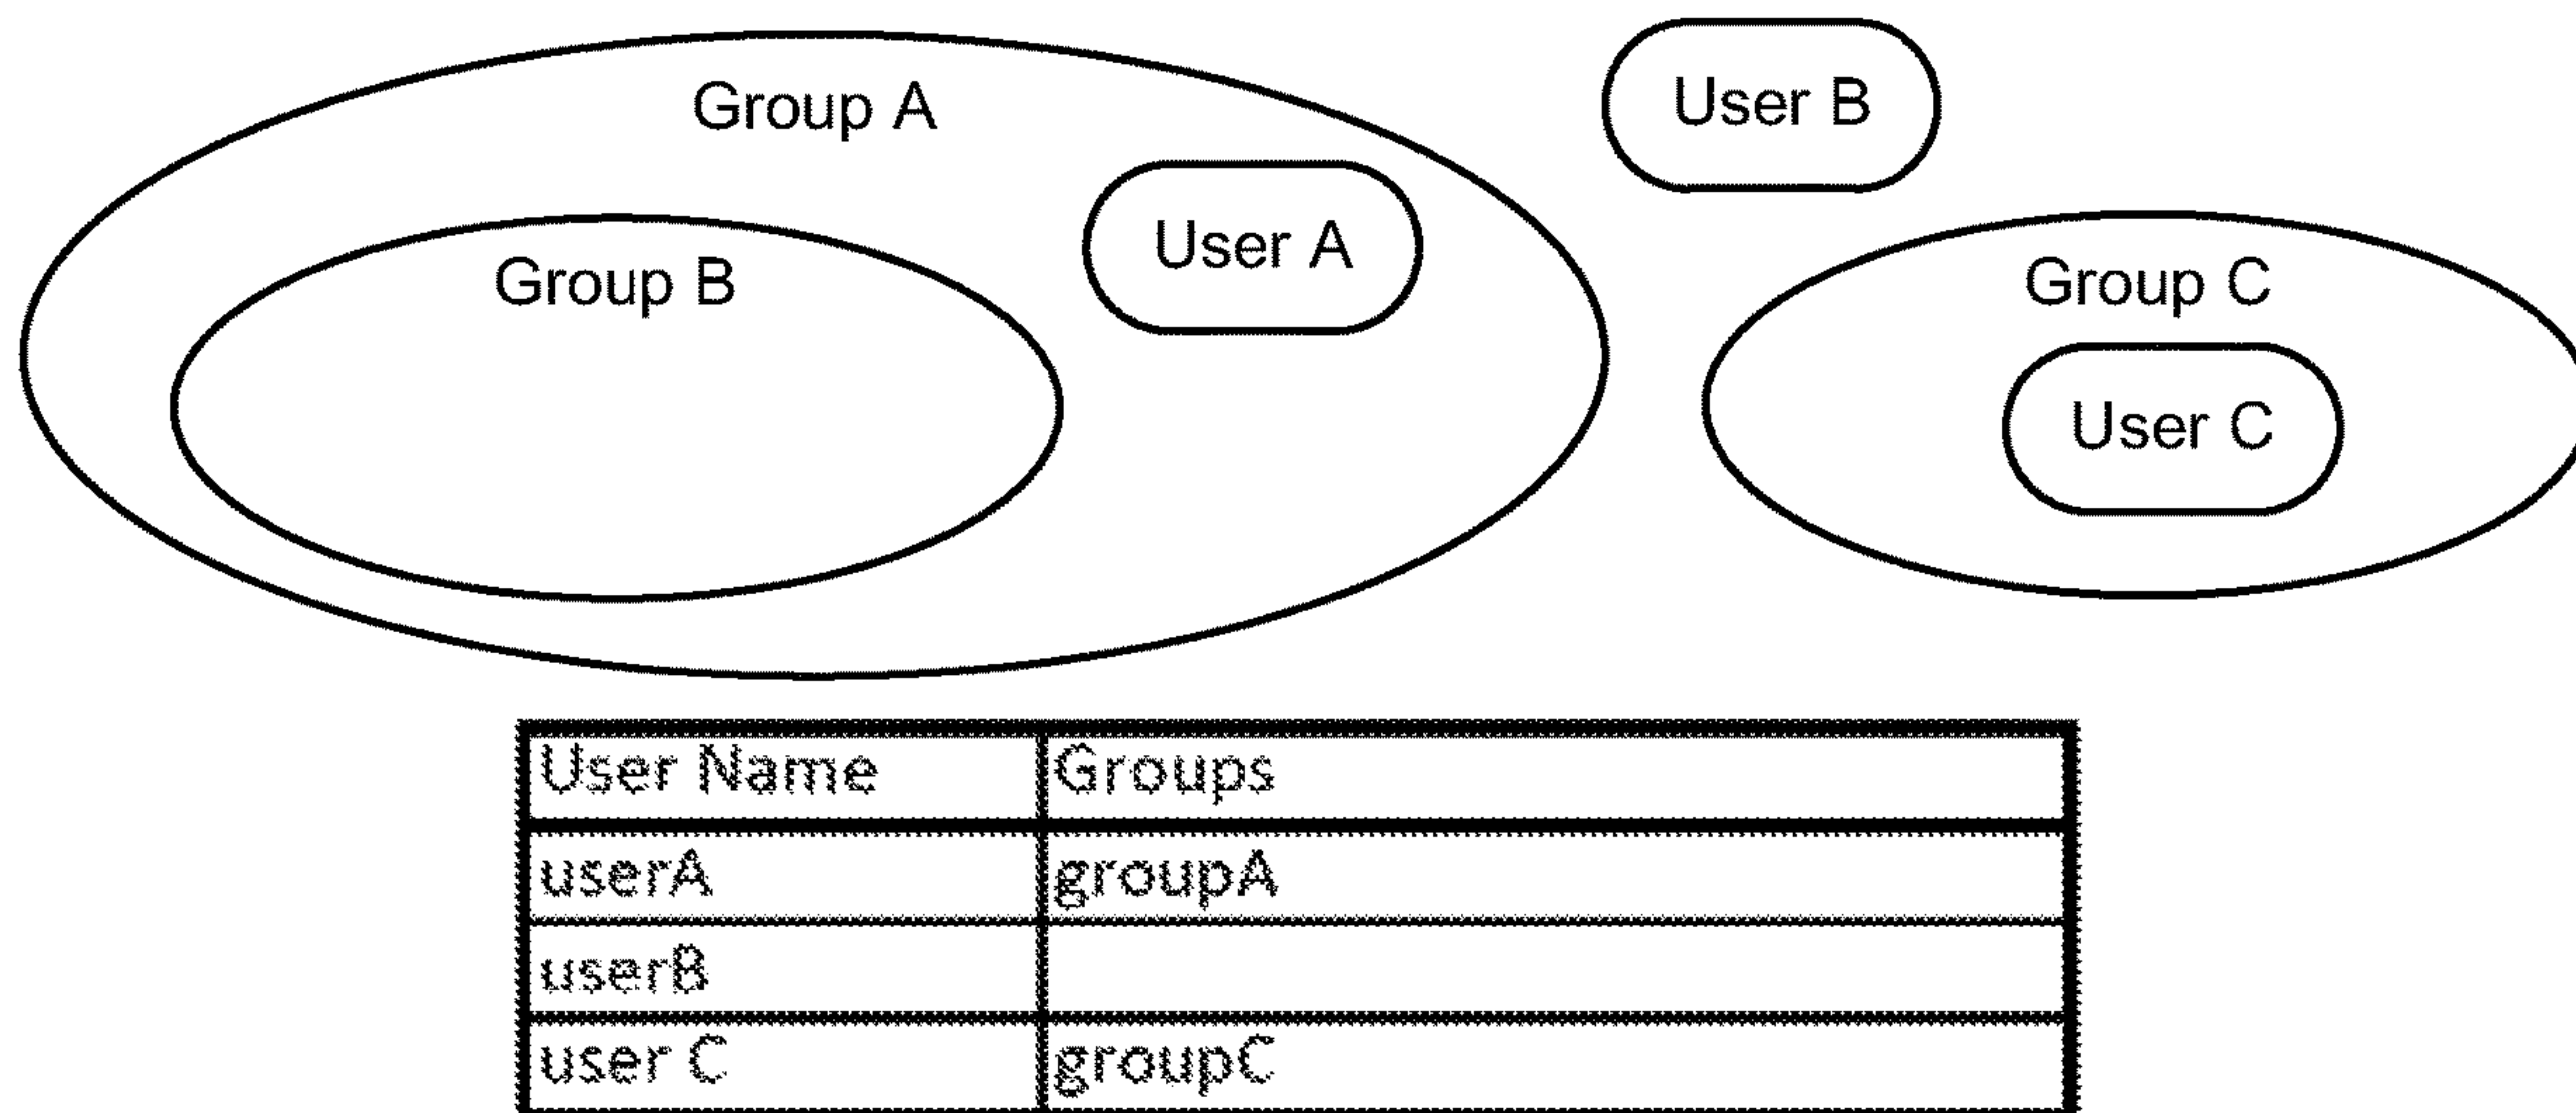 Group A
User B
User A
Group B
Group C
User C
User Name Groups
userA groupA
userB
user C groupC